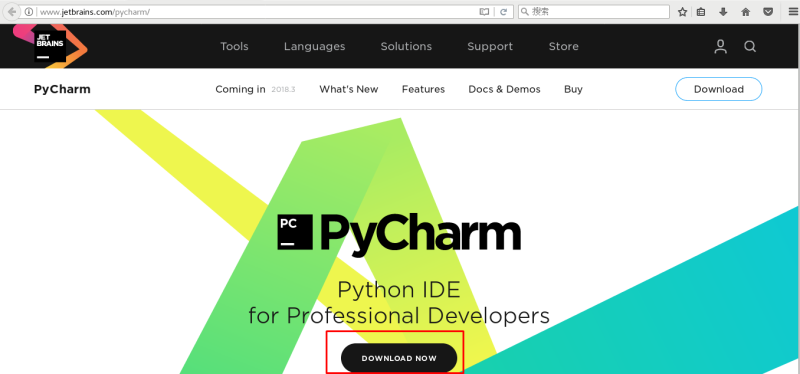 www.jetbrains.com/pycharm/
搜索
JET
BRAINS
Tools Languages Solutions Support Store
PyCharm Coming in 2018.3 What's New Features Docs & Demos Buy Download
PC
PyCharm
Python IDE
for Professional Developers
DOWNLOAD NOW